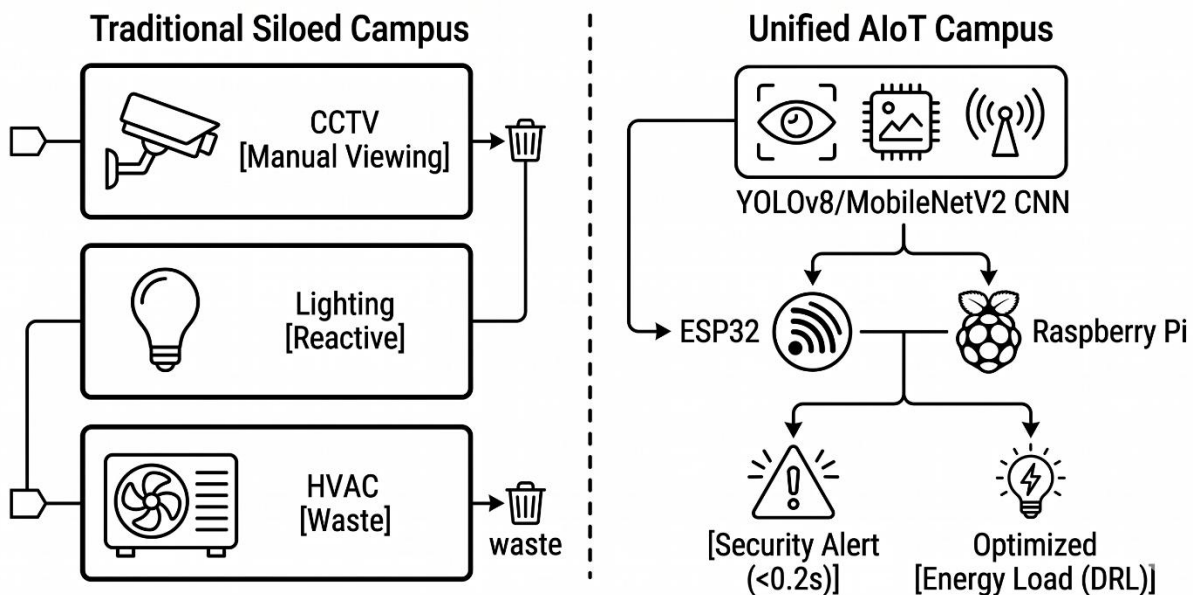 Traditional Siloed Campus
CCTV
[Manual Viewing]
Lighting
[Reactive]
HVAC
[Waste]
waste
Unified AIoT Campus
YOLOv8/MobileNetV2 CNN
ESP32
Raspberry Pi
[Security Alert
(<0.2s)]
Optimized
[Energy Load (DRL)]